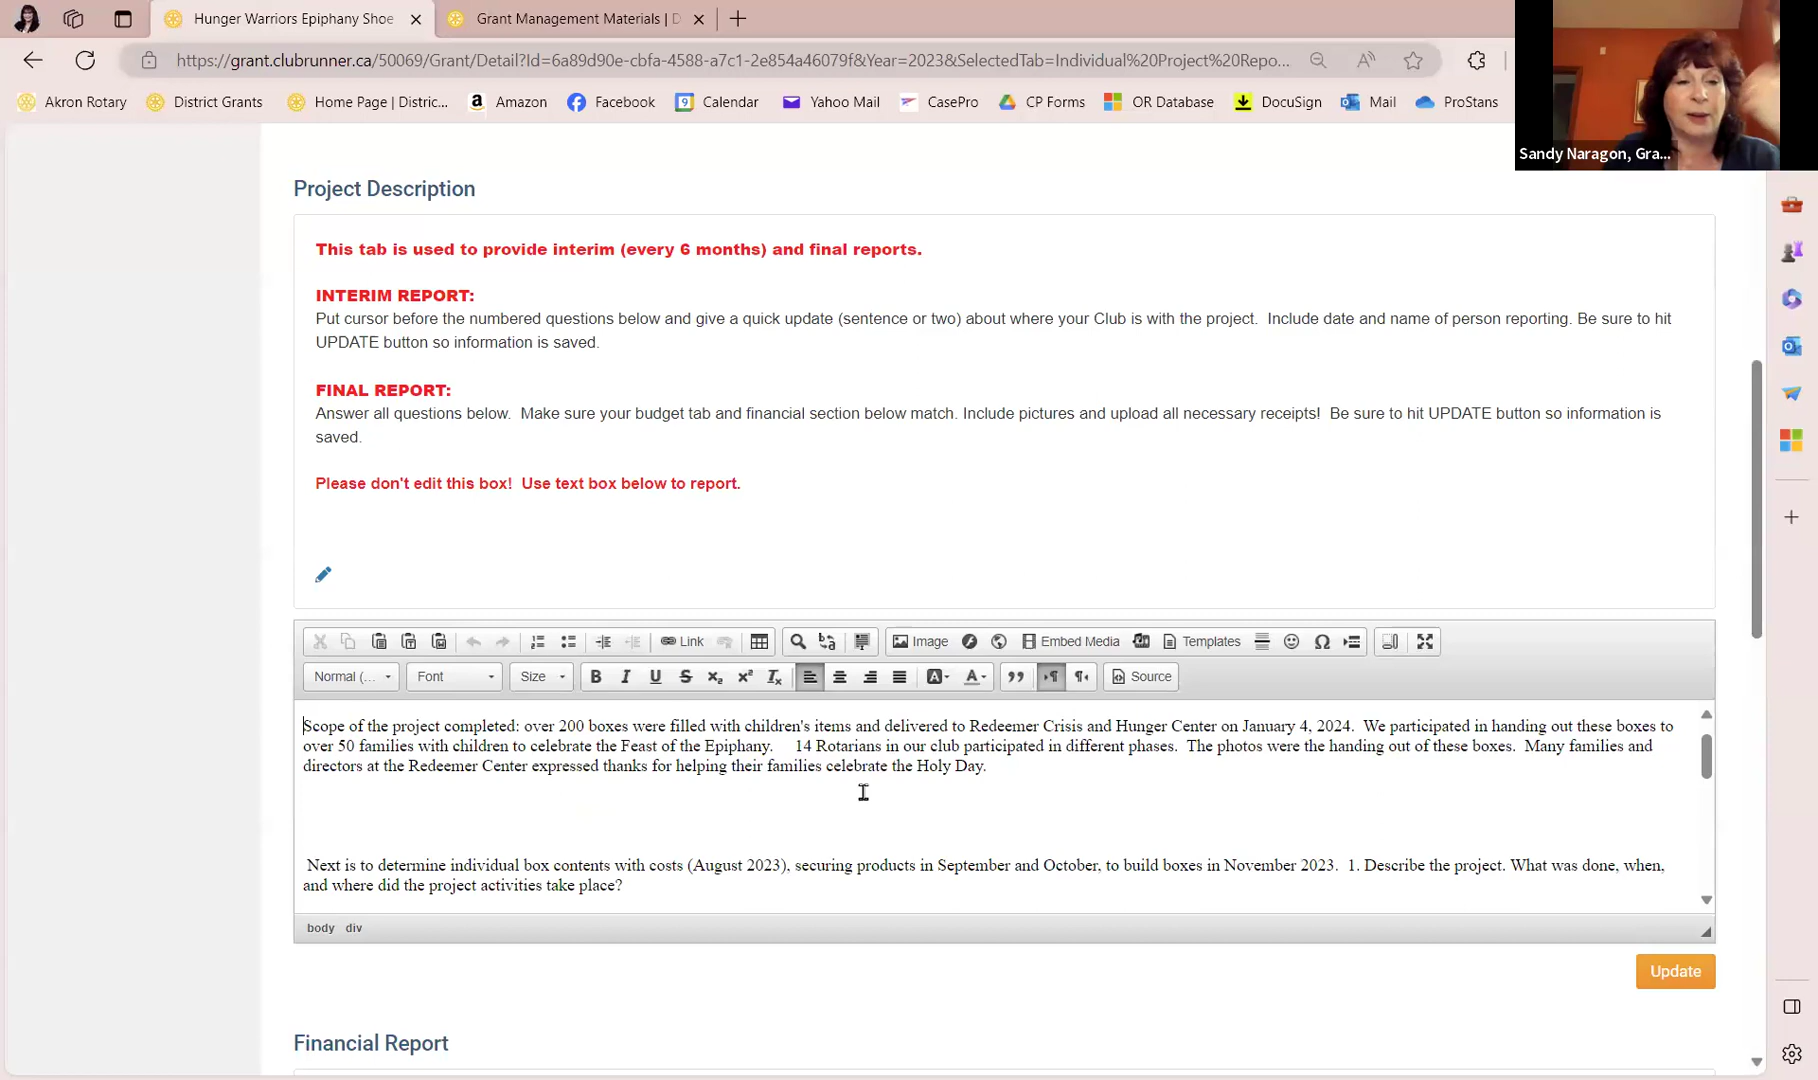 Hunger Warriors Epiphany Shoe
Grant Management Materials | D
https://grant.clubrunner.ca/50069/Grant/Detail?Id=6a89d90e-cbfa-4588-a7c1-2e854a46079f&Year=2023&SelectedTab=Individual%20Project%20Repo...
Akron Rotary
District Grants
Home Page | Distric...
Amazon
Facebook
Calendar
Yahoo Mail
CasePro
CP Forms
OR Database
DocuSign
Mail
ProStans
Sandy Naragon, Gra...
Project Description
This tab is used to provide interim (every 6 months) and final reports.
INTERIM REPORT:
Put cursor before the numbered questions below and give a quick update (sentence or two) about where your Club is with the project.  Include date and name of person reporting. Be sure to hit
UPDATE button so information is saved.
FINAL REPORT:
Answer all questions below.  Make sure your budget tab and financial section below match. Include pictures and upload all necessary receipts!  Be sure to hit UPDATE button so information is
saved.
Please don't edit this box!  Use text box below to report.
Link
Image
Embed Media
Templates
Normal (...
Font
Size
Source
Scope of the project completed: over 200 boxes were filled with children's items and delivered to Redeemer Crisis and Hunger Center on January 4, 2024.  We participated in handing out these boxes to
over 50 families with children to celebrate the Feast of the Epiphany.    14 Rotarians in our club participated in different phases.  The photos were the handing out of these boxes.  Many families and
directors at the Redeemer Center expressed thanks for helping their families celebrate the Holy Day.
Next is to determine individual box contents with costs (August 2023), securing products in September and October, to build boxes in November 2023.  1. Describe the project. What was done, when,
and where did the project activities take place?
body div
Update
Financial Report